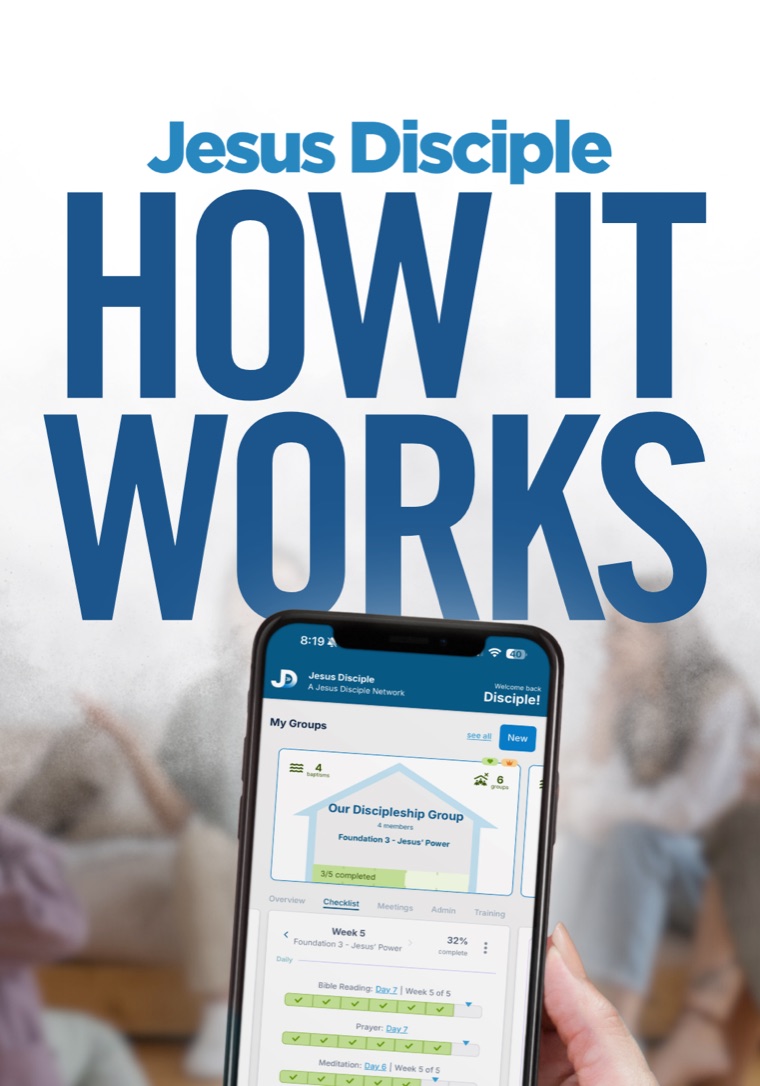 Jesus Disciple
HOW IT
WORKS
8:19
40
JD
Jesus Disciple
A Jesus Disciple Network
Welcome back
Disciple!
My Groups
see all
New
4
baptisms
6
groups
Our Discipleship Group
4 members
Foundation 3 - Jesus' Power
3/5 completed
Overview
Checklist
Meetings
Admin
Training
Week 5
Foundation 3 - Jesus' Power
32%
complete
Daily
Bible Reading: Day 7 | Week 5 of 5
Prayer: Day 7
Meditation: Day 6 | Week 5 of 5